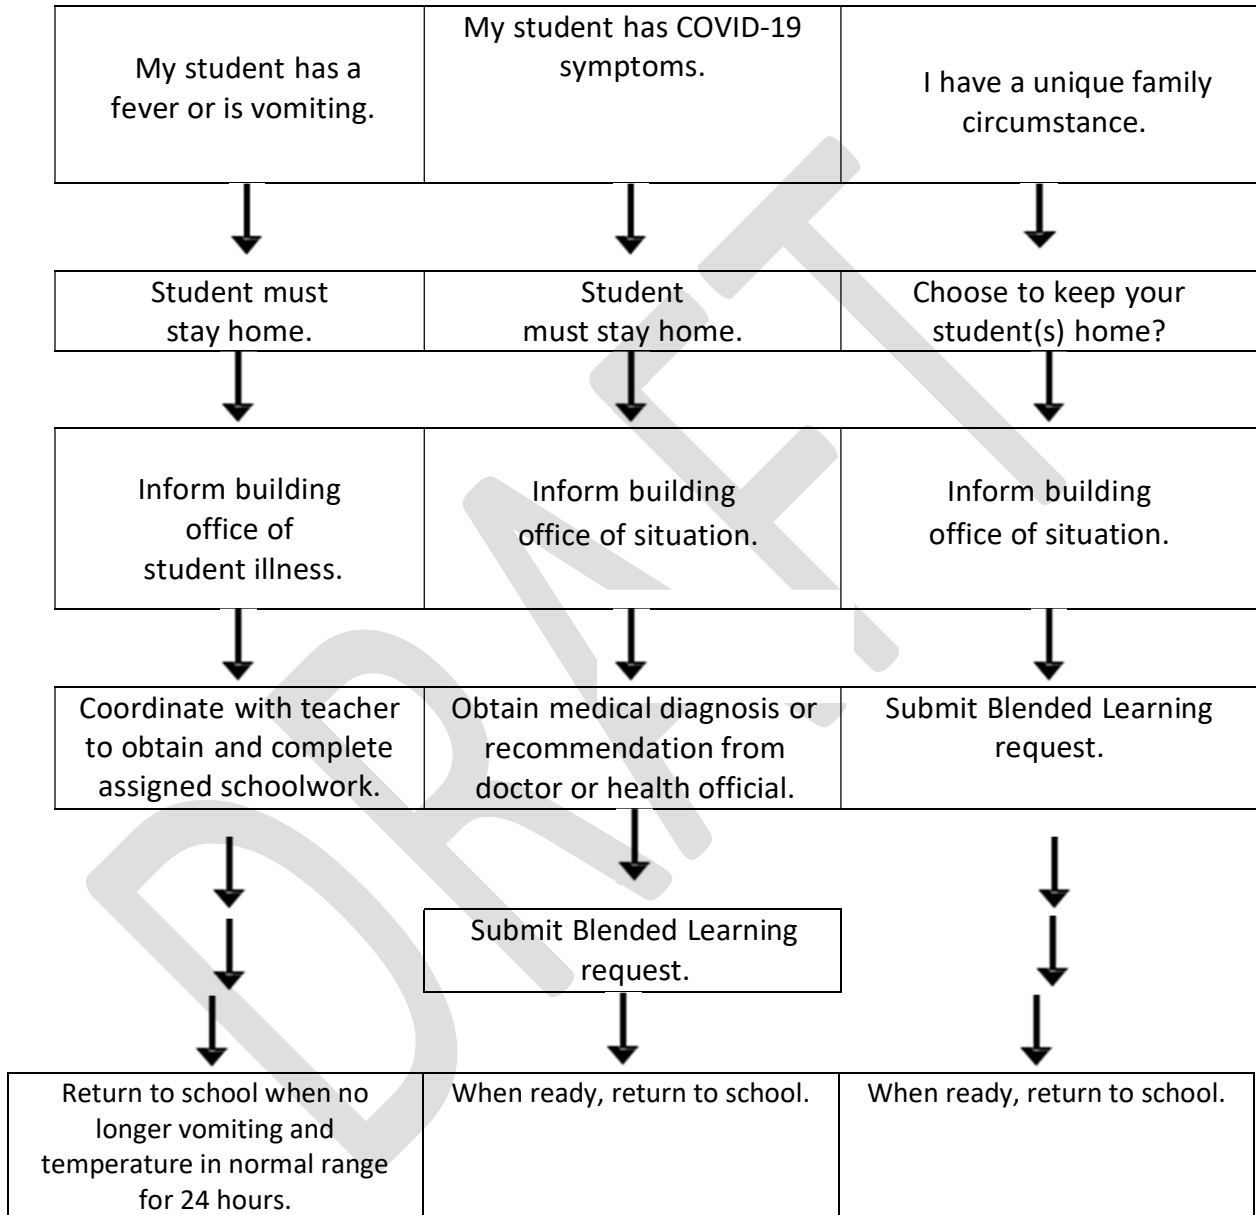 My student has a
fever or is vomiting.
My student has COVID-19
symptoms.
I have a unique family
circumstance.
Student must
stay home.
Student
must stay home.
Choose to keep your
student(s) home?
Inform building
office of
student illness.
Inform building
office of situation.
Inform building
office of situation.
Coordinate with teacher
to obtain and complete
assigned schoolwork.
Obtain medical diagnosis or
recommendation from
doctor or health official.
Submit Blended Learning
request.
Submit Blended Learning
request.
Return to school when no
longer vomiting and
temperature in normal range
for 24 hours.
When ready, return to school.
When ready, return to school.
DRAFT